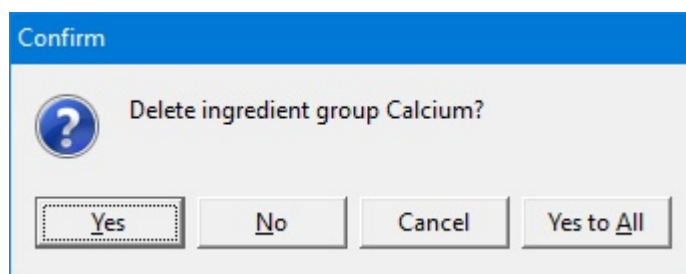 Confirm
Delete ingredient group Calcium?
Yes No Cancel Yes to All